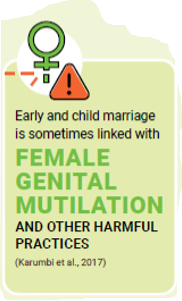 Early and child marriage
is sometimes linked with
FEMALE
GENITAL
MUTILATION
AND OTHER HARMFUL
PRACTICES
(Karumbi et al., 2017)